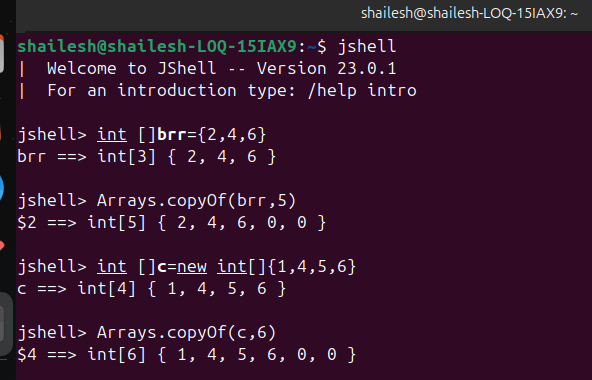 shailesh@shailesh-LOQ-15IAX9: ~
shailesh@shailesh-LOQ-15IAX9:~$ jshell
|  Welcome to JShell -- Version 23.0.1
|  For an introduction type: /help intro
jshell> int []brr={2,4,6}
brr ==> int[3] { 2, 4, 6 }
jshell> Arrays.copyOf(brr,5)
$2 ==> int[5] { 2, 4, 6, 0, 0 }
jshell> int []c=new int[]{1,4,5,6}
c ==> int[4] { 1, 4, 5, 6 }
jshell> Arrays.copyOf(c,6)
$4 ==> int[6] { 1, 4, 5, 6, 0, 0 }